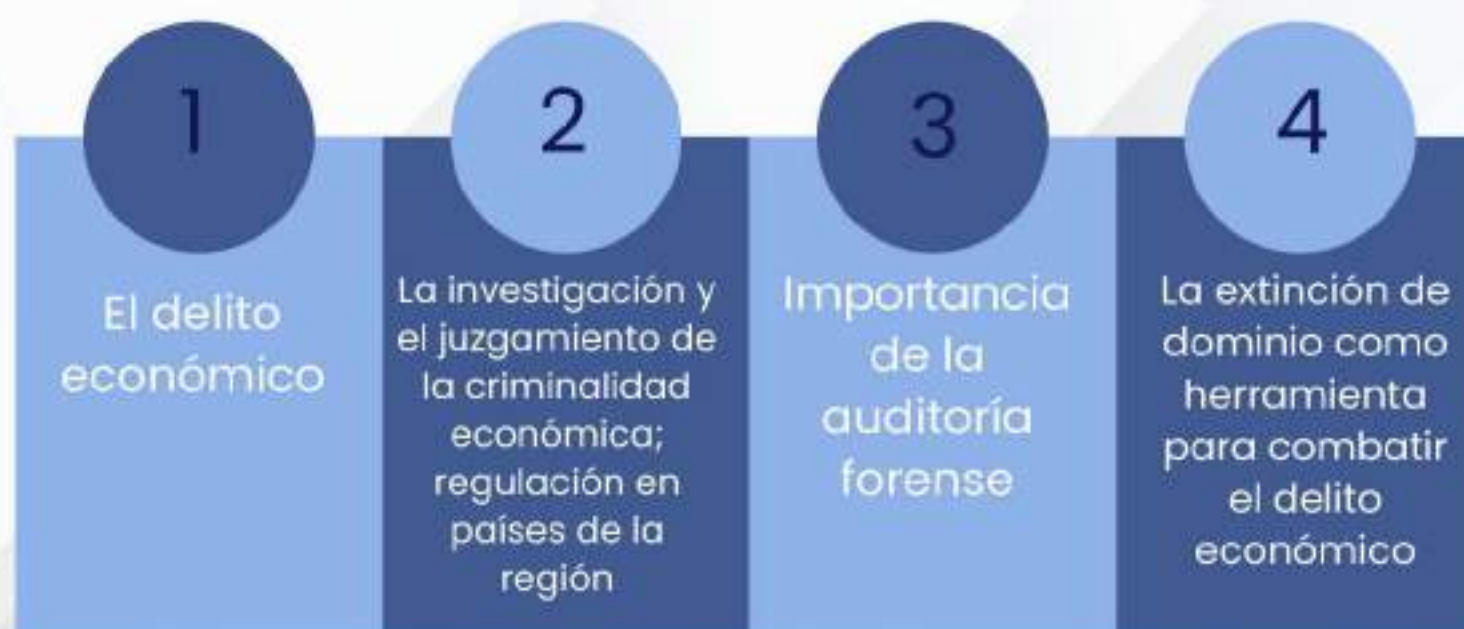 1
El delito
económico
2
La investigación y
el juzgamiento de
la criminalidad
económica;
regulación en
países de la
región
3
Importancia
de la
auditoría
forense
4
La extinción de
dominio como
herramienta
para combatir
el delito
económico